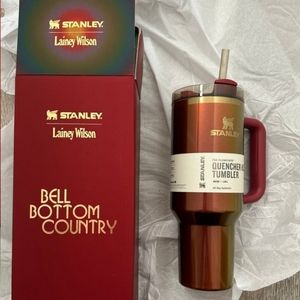 STANLEY
Lainey Wilson
STANLEY
Lainey Wilson
BELL
BOTTOM
COUNTRY
STANLEY
STANLEY
QUENCHER
TUMBLER